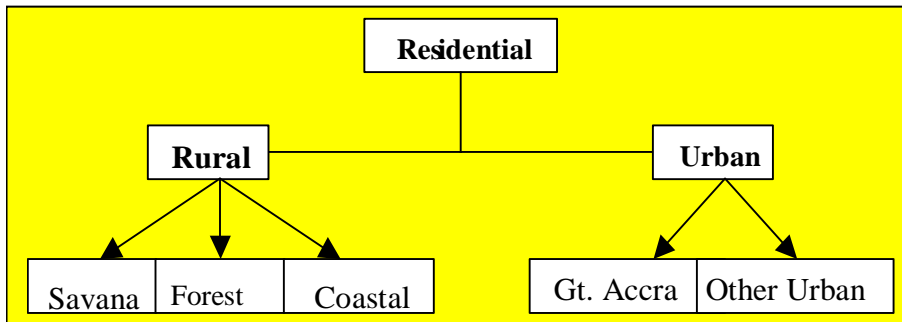 Residential
Rural
Urban
Savana
Forest
Coastal
Gt. Accra
Other Urban